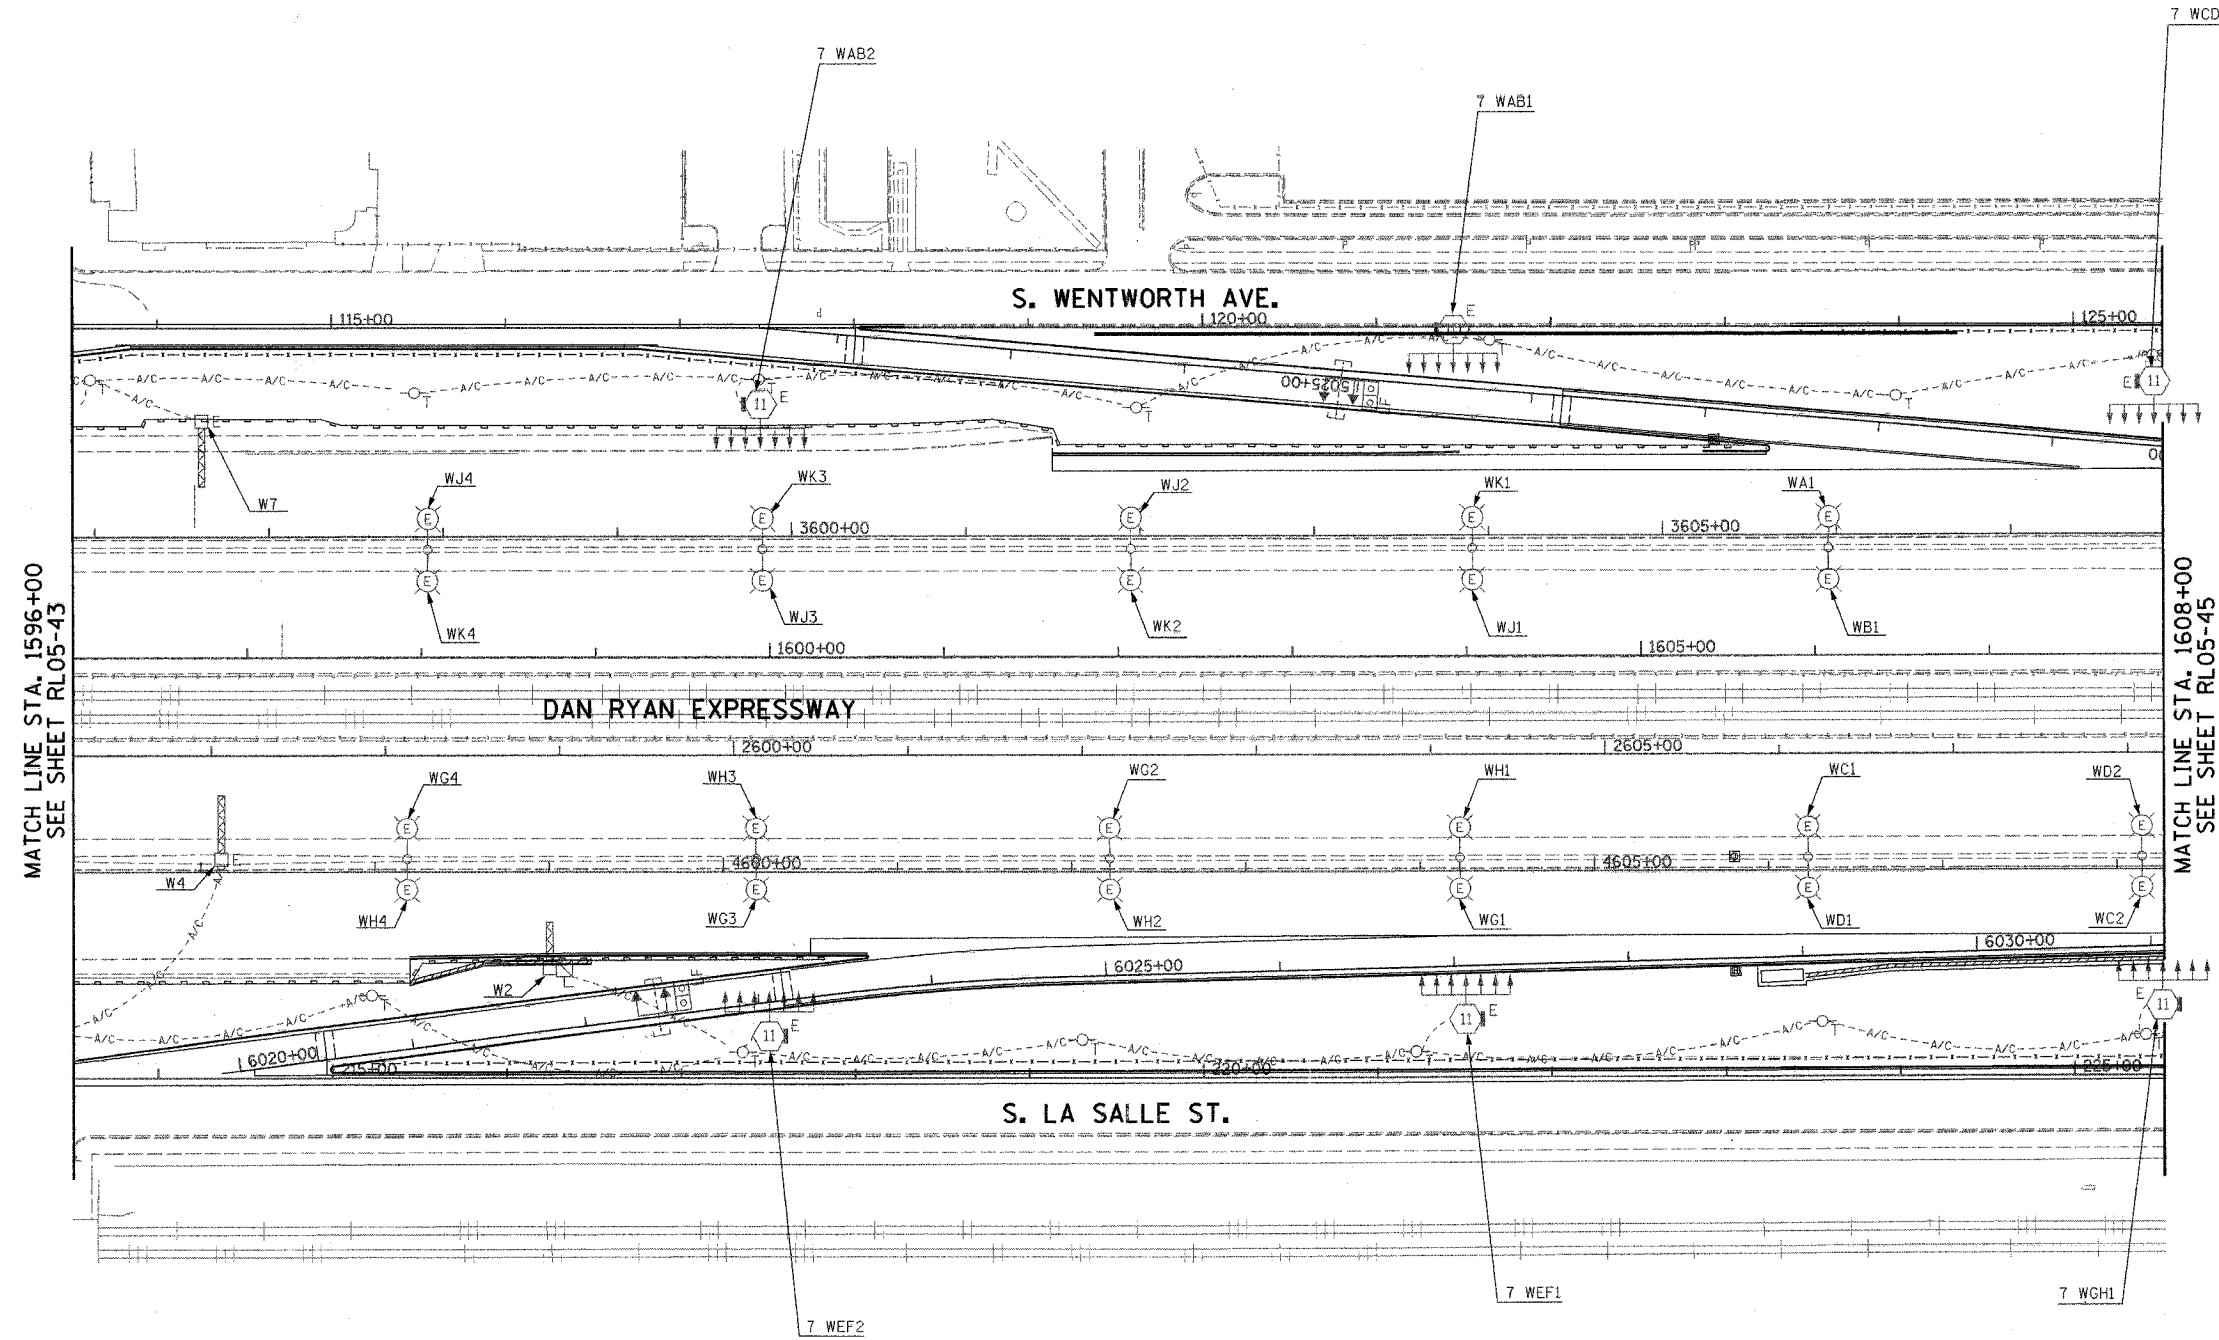 7 WCD
7 WAB2
7 WAB1
S. WENTWORTH AVE.
115+00
120+00
125+00
E
A/C A/C A/C A/C A/C A/C A/C A/C A/C A/C
A/C A/C A/C A/C A/C A/C A/C A/C
T
T
T
T
T
11 E
E 11
5025+00
E
W7
WJ4
WK3
WJ2
WK1
WA1
E E E E E
3600+00
3605+00
E E E E E
WK4
WJ3
WK2
WJ1
WB1
MATCH LINE STA. 1596+00
SEE SHEET RL05-43
MATCH LINE STA. 1608+00
SEE SHEET RL05-45
1600+00
1605+00
DAN RYAN EXPRESSWAY
2600+00
2605+00
WG4
WH3
WG2
WH1
WC1
WD2
E E E E E E
4600+00
4605+00
E
W4
E E E E E E
WH4
WG3
WH2
WG1
WD1
WC2
W2
6020+00
6025+00
6030+00
11 E
11 E
E 11
T
T
T
T
T
A/C A/C A/C A/C A/C A/C A/C A/C A/C A/C
A/C A/C A/C A/C A/C A/C A/C A/C
215+00
220+00
225+00
S. LA SALLE ST.
7 WEF2
7 WEF1
7 WGH1